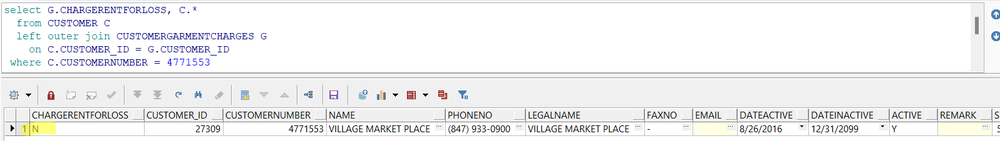 select G.CHARGERENTFORLOSS, C.*
from CUSTOMER C
left outer join CUSTOMERGARMENTCHARGES G
on C.CUSTOMER_ID = G.CUSTOMER_ID
where C.CUSTOMERNUMBER = 4771553
CHARGERENTFORLOSS CUSTOMER_ID CUSTOMERNUMBER NAME PHONENO LEGALNAME FAXNO EMAIL DATEACTIVE DATEINACTIVE ACTIVE REMARK S
1 N 27309 4771553 VILLAGE MARKET PLACE ... (847) 933-0900 ... VILLAGE MARKET PLACE ... - ... ... 8/26/2016 12/31/2099 Y ...